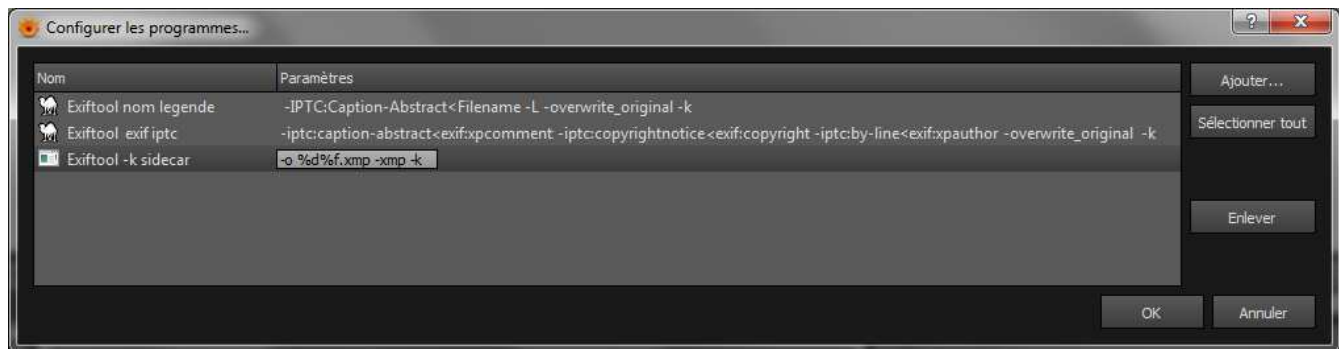 Configurer les programmes...
Nom Paramètres Ajouter...
Exiftool nom legende -IPTC:Caption-Abstract<Filename -L -overwrite_original -k
Sélectionner tout
Exiftool exif iptc -iptc:caption-abstract<exif:xpcomment -iptc:copyrightnotice<exif:copyright -iptc:by-line<exif:xpauthor -overwrite_original -k
Exiftool -k sidecar -o %d%f.xmp -xmp -k
Enlever
OK Annuler